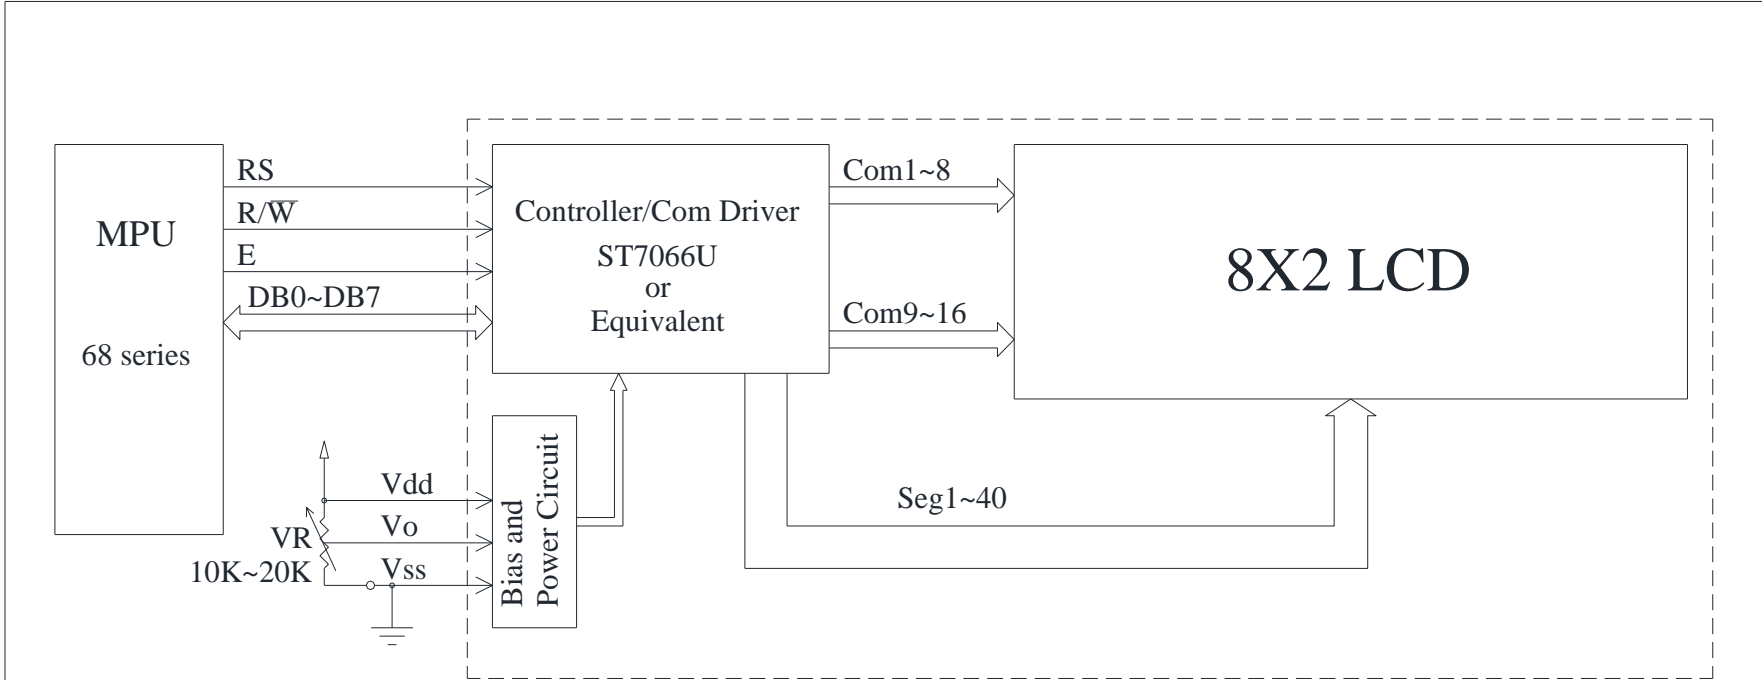 MPU
68 series
RS
R/W̅
E
DB0~DB7
Controller/Com Driver
ST7066U
or
Equivalent
Com1~8
Com9~16
8X2 LCD
Seg1~40
Vdd
Vo
Vss
VR
10K~20K
Bias and
Power Circuit